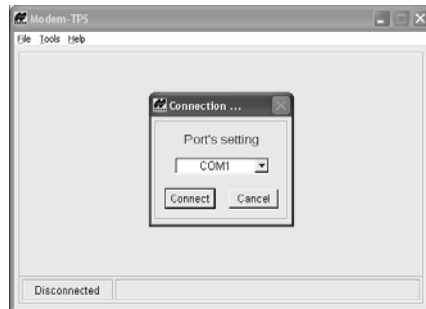 Modem-TPS
File Tools Help
Connection ...
Port's setting
COM1
Connect Cancel
Disconnected